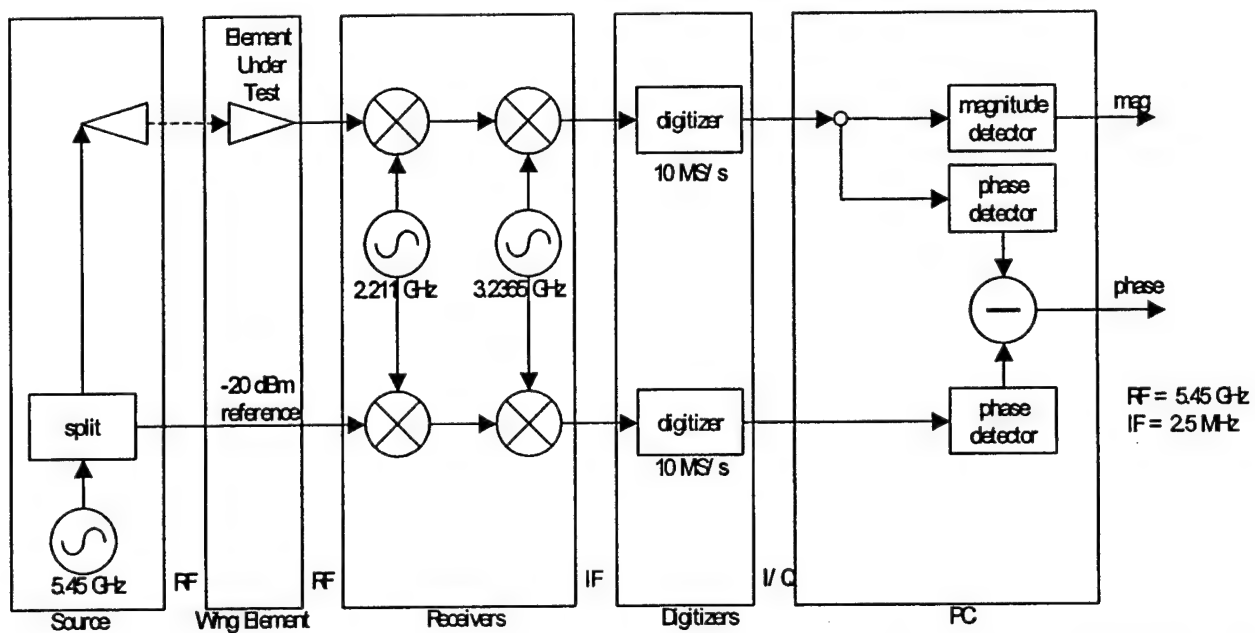 Element
Under
Test
digitizer
10 MS/s
magnitude
detector
mag
phase
detector
2.211 GHz
3.2365 GHz
phase
-20 dBm
reference
split
digitizer
10 MS/s
phase
detector
RF = 5.45 GHz
IF = 2.5 MHz
5.45 GHz
RF
RF
IF
I/Q
Source
Wing Element
Receivers
Digitizers
PC